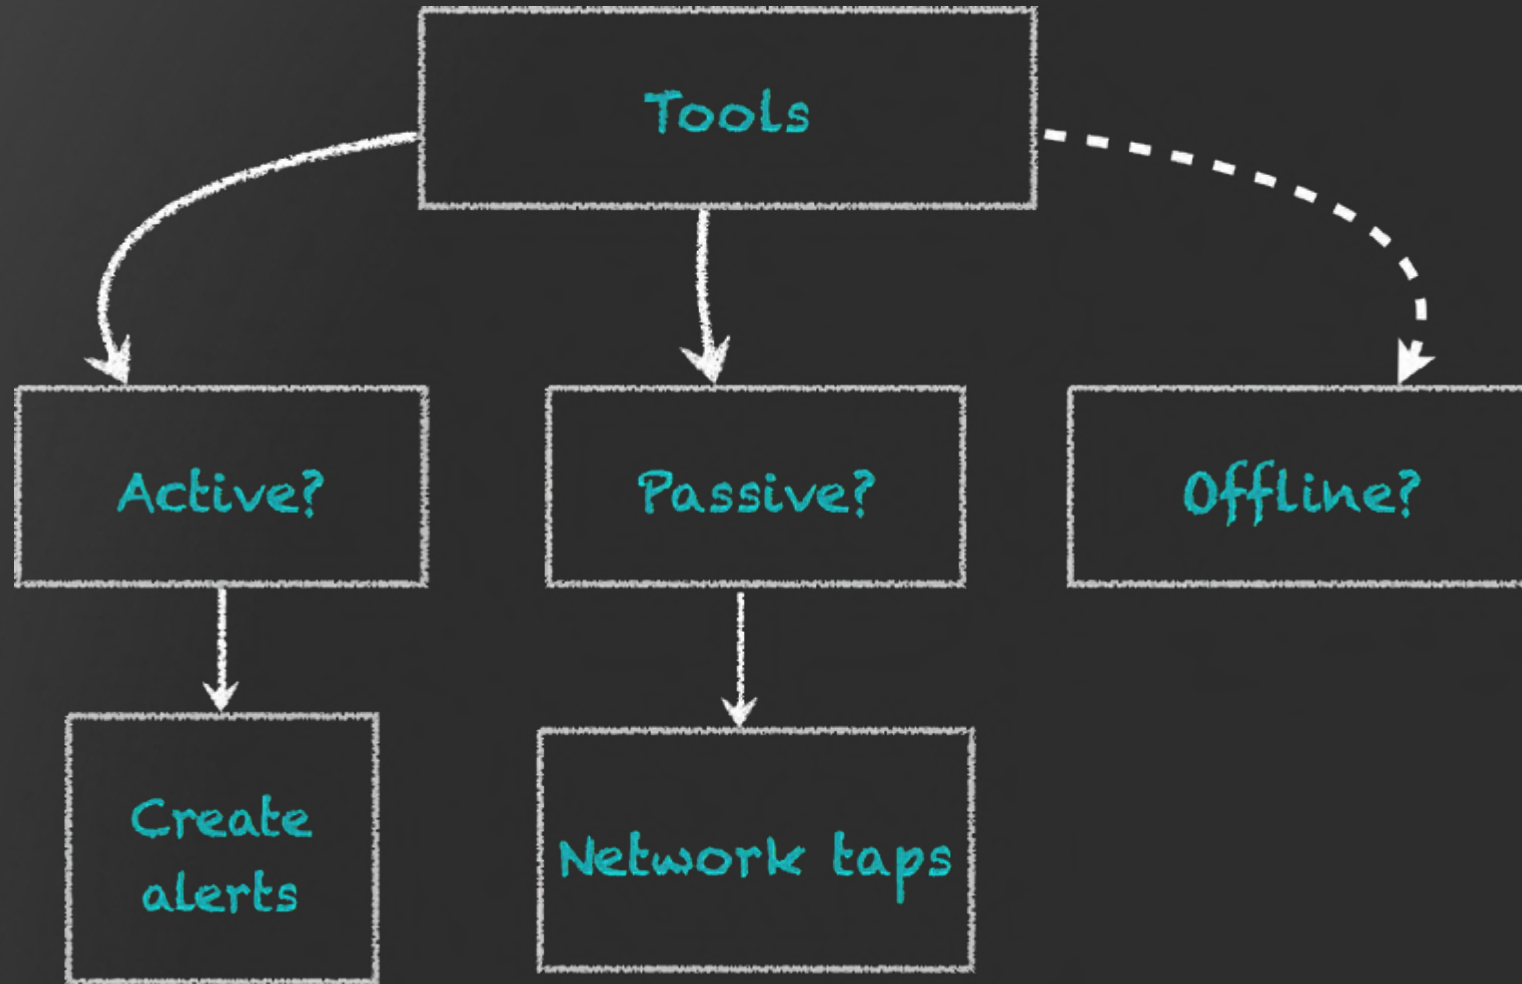 Tools
Active?
Passive?
Offline?
Create
alerts
Network taps